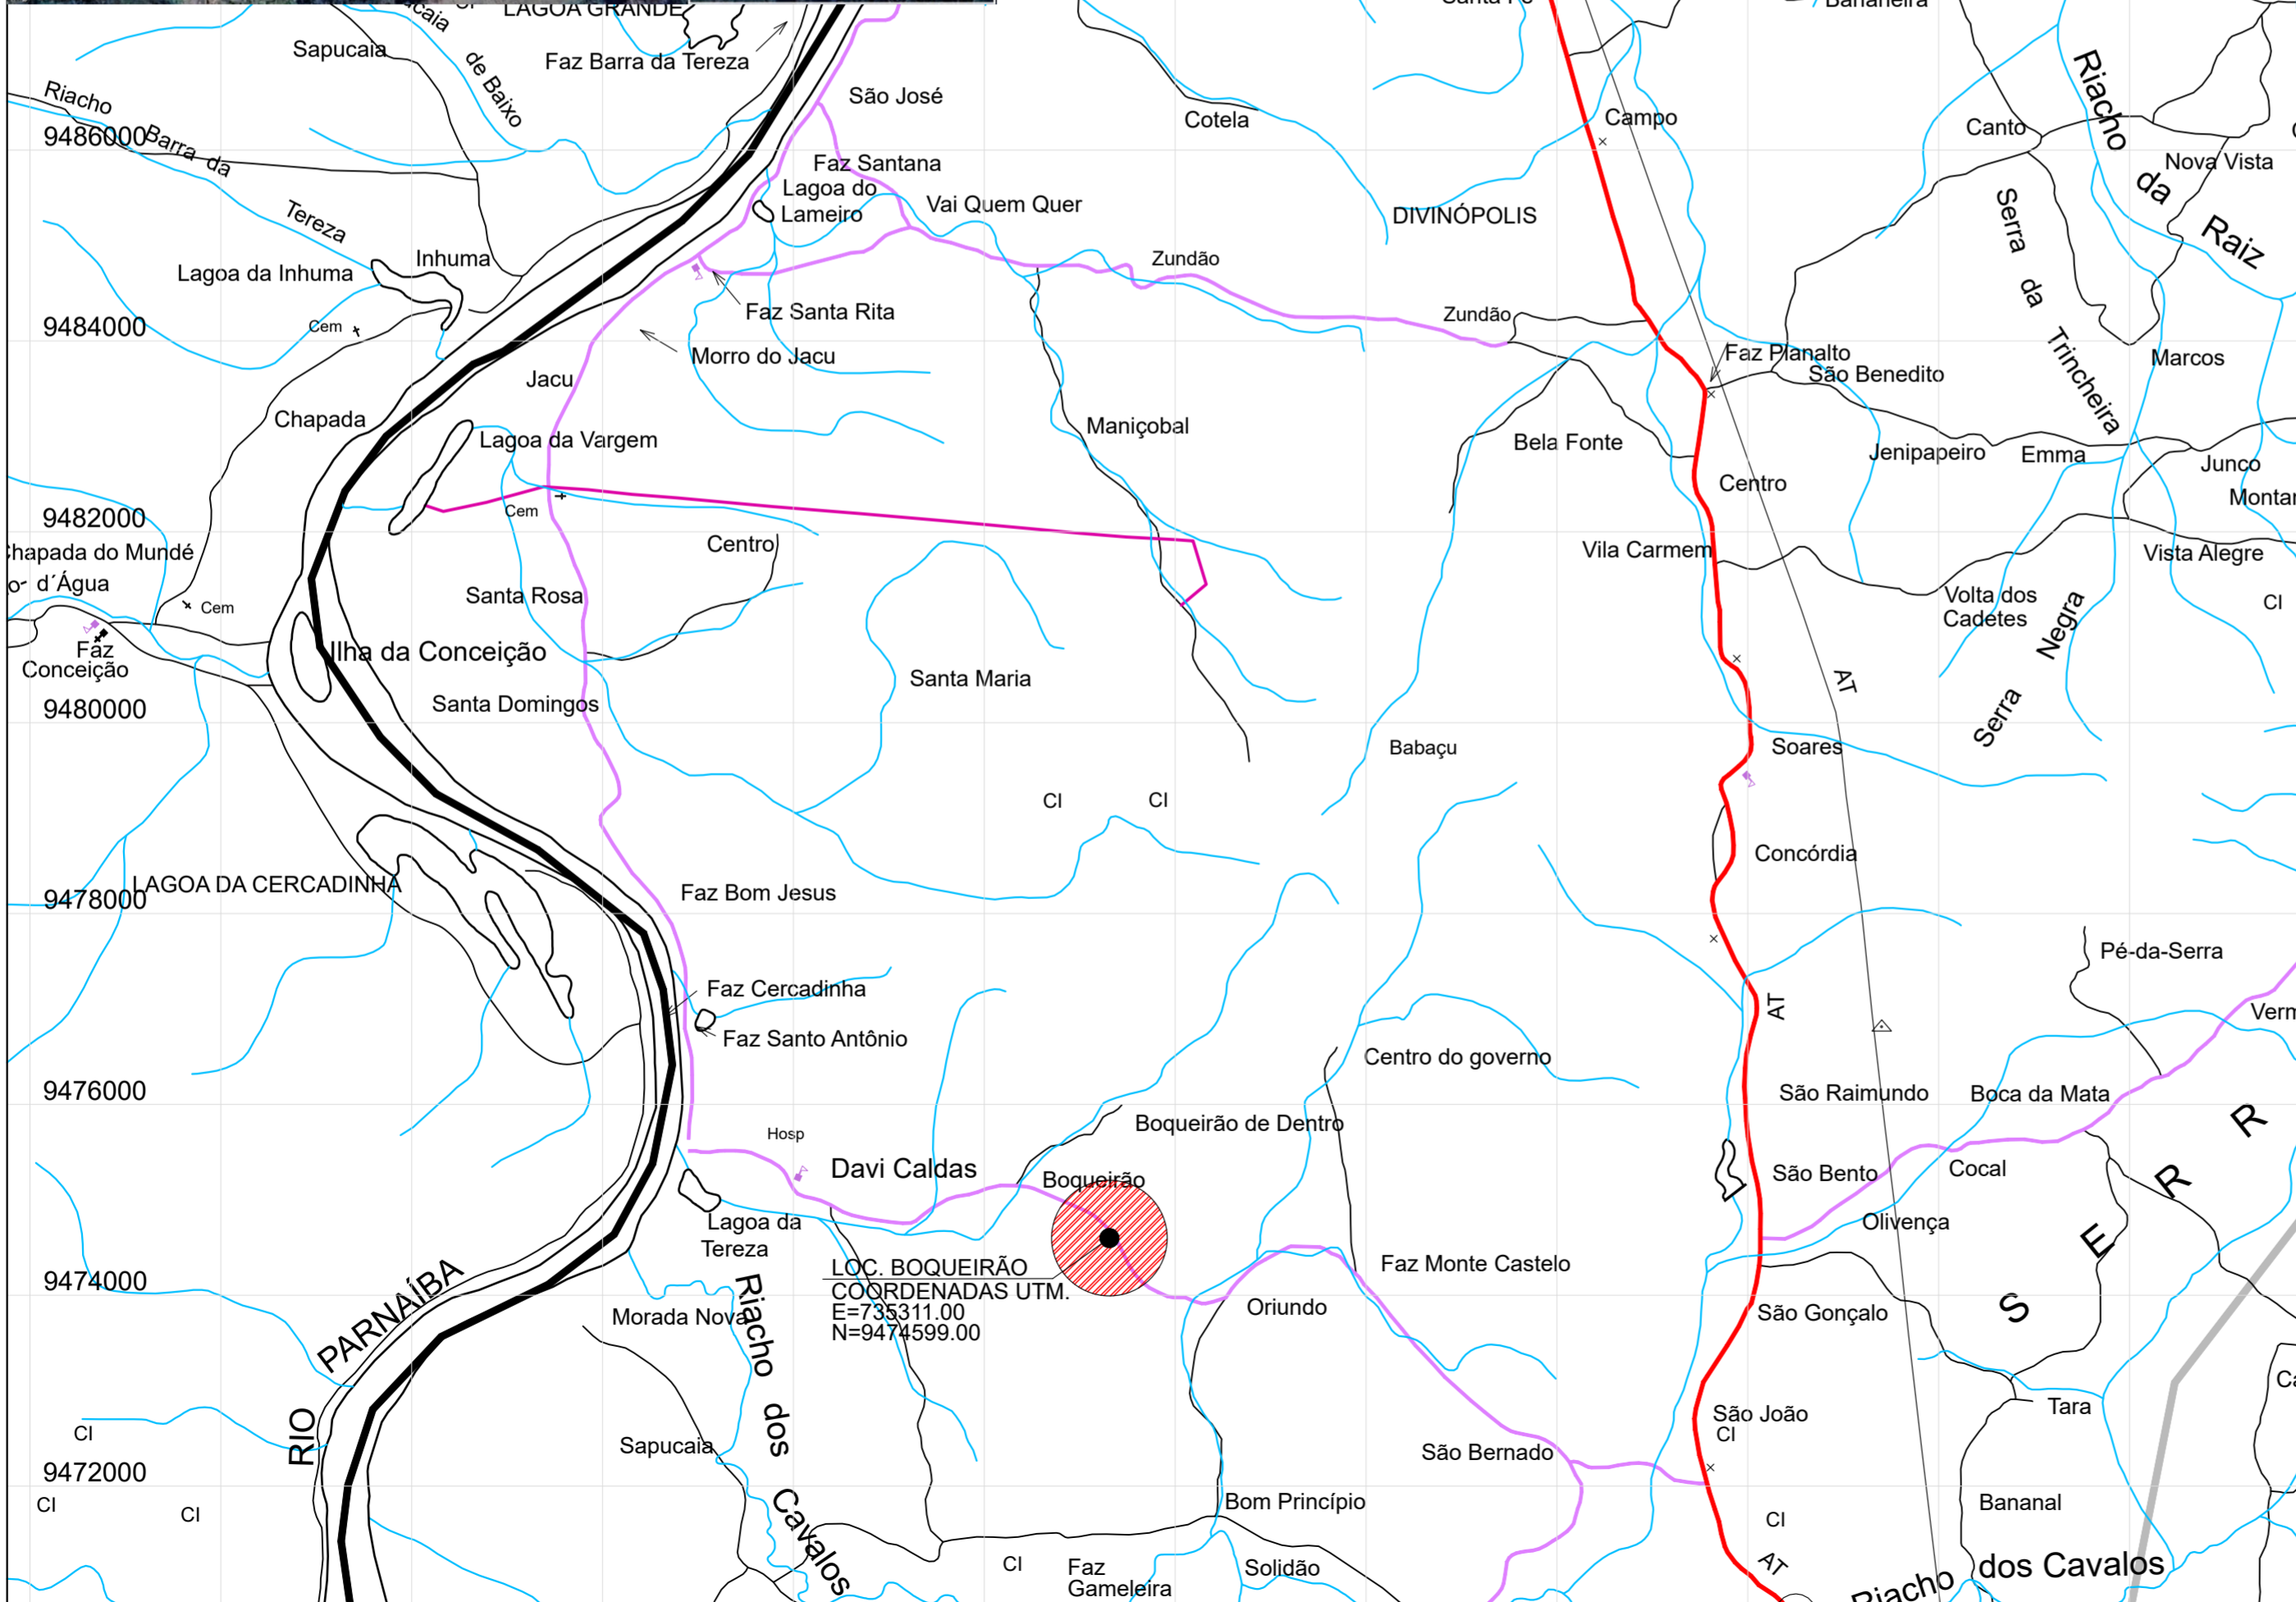 LAGOA GRANDE
Sapucaia
de Baixo
Faz Barra da Tereza
Bananeira
Riacho
Barra da
Tereza
São José
Cotela
Campo
Canto
Riacho
da
Raiz
Nova Vista
9486000
Faz Santana
Lagoa do
Lameiro
Vai Quem Quer
DIVINÓPOLIS
Serra da Trincheira
Inhuma
Lagoa da Inhuma
Zundão
Faz Santa Rita
Zundão
9484000
Cem
Morro do Jacu
Faz Planalto
São Benedito
Marcos
Jacu
Chapada
Lagoa da Vargem
Maniçobal
Bela Fonte
Jenipapeiro
Emma
Junco
Centro
9482000
Cem
Centro
Vila Carmem
Vista Alegre
Chapada do Mundé
d´Água
Santa Rosa
Cem
Volta dos
Cadetes
CI
Serra Negra
Faz
Conceição
Ilha da Conceição
Santa Maria
AT
9480000
Santa Domingos
Babaçu
Soares
CI
CI
Concórdia
LAGOA DA CERCADINHA
9478000
Faz Bom Jesus
Pé-da-Serra
Faz Cercadinha
AT
Faz Santo Antônio
Centro do governo
9476000
São Raimundo
Boca da Mata
Hosp
Boqueirão de Dentro
Davi Caldas
Boqueirão
São Bento
Cocal
Lagoa da
Tereza
Olivença
S E R R
LOC. BOQUEIRÃO
COORDENADAS UTM.
E=735311.00
N=9474599.00
Faz Monte Castelo
9474000
Morada Nova
Oriundo
São Gonçalo
RIO PARNAÍBA
Riacho dos Cavalos
São João
CI
Tara
CI
Sapucaia
São Bernado
9472000
CI
CI
Bom Princípio
Bananal
CI
AT
CI
Faz
Gameleira
Solidão
Riacho dos Cavalos